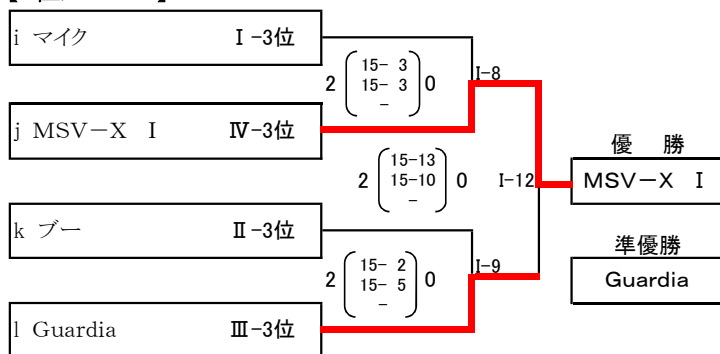 i マイク Ⅰ-3位
2 15- 3 0
15- 3
-
I-8
j MSV-X I Ⅳ-3位
優 勝
2 15-13 0
15-10
-
I-12
MSV-X I
k ブー Ⅱ-3位
準優勝
2 15- 2 0
15- 5
-
I-9
Guardia
l Guardia Ⅲ-3位